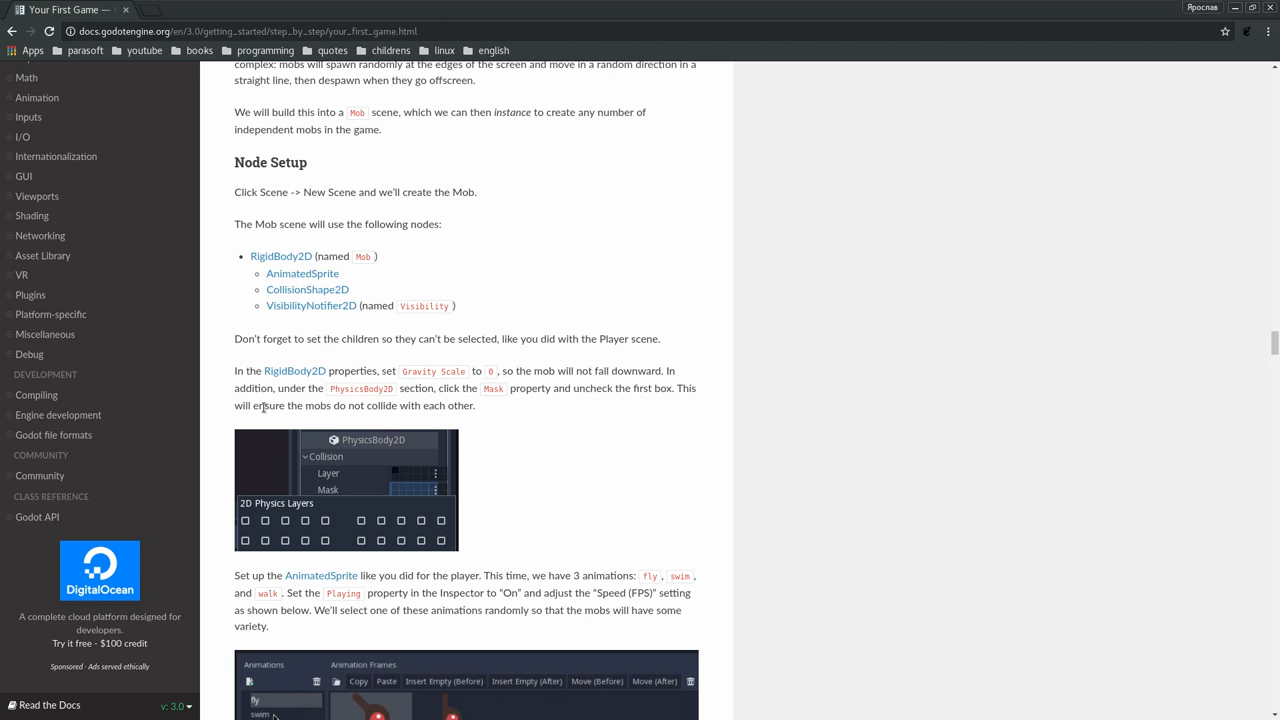 Your First Game —
Ярослав
docs.godotengine.org/en/3.0/getting_started/step_by_step/your_first_game.html
Apps parasoft youtube books programming quotes childrens linux english
Math
Animation
Inputs
I/O
Internationalization
GUI
Viewports
Shading
Networking
Asset Library
VR
Plugins
Platform-specific
Miscellaneous
Debug
DEVELOPMENT
Compiling
Engine development
Godot file formats
COMMUNITY
Community
CLASS REFERENCE
Godot API
DigitalOcean
A complete cloud platform designed for
developers.
Try it free - $100 credit
Sponsored · Ads served ethically
Read the Docs v: 3.0
complex: mobs will spawn randomly at the edges of the screen and move in a random direction in a
straight line, then despawn when they go offscreen.
We will build this into a Mob scene, which we can then instance to create any number of
independent mobs in the game.
Node Setup
Click Scene -> New Scene and we'll create the Mob.
The Mob scene will use the following nodes:
RigidBody2D (named Mob )
AnimatedSprite
CollisionShape2D
VisibilityNotifier2D (named Visibility )
Don't forget to set the children so they can't be selected, like you did with the Player scene.
In the RigidBody2D properties, set Gravity Scale to 0 , so the mob will not fall downward. In
addition, under the PhysicsBody2D section, click the Mask property and uncheck the first box. This
will ensure the mobs do not collide with each other.
PhysicsBody2D
Collision
Layer
Mask
2D Physics Layers
Set up the AnimatedSprite like you did for the player. This time, we have 3 animations: fly , swim ,
and walk . Set the Playing property in the Inspector to "On" and adjust the "Speed (FPS)" setting
as shown below. We'll select one of these animations randomly so that the mobs will have some
variety.
Animations Animation Frames
Copy Paste Insert Empty (Before) Insert Empty (After) Move (Before) Move (After)
fly
swim